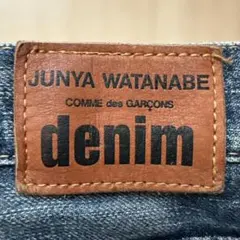 JUNYA WATANABE
COMME des GARÇONS
denim